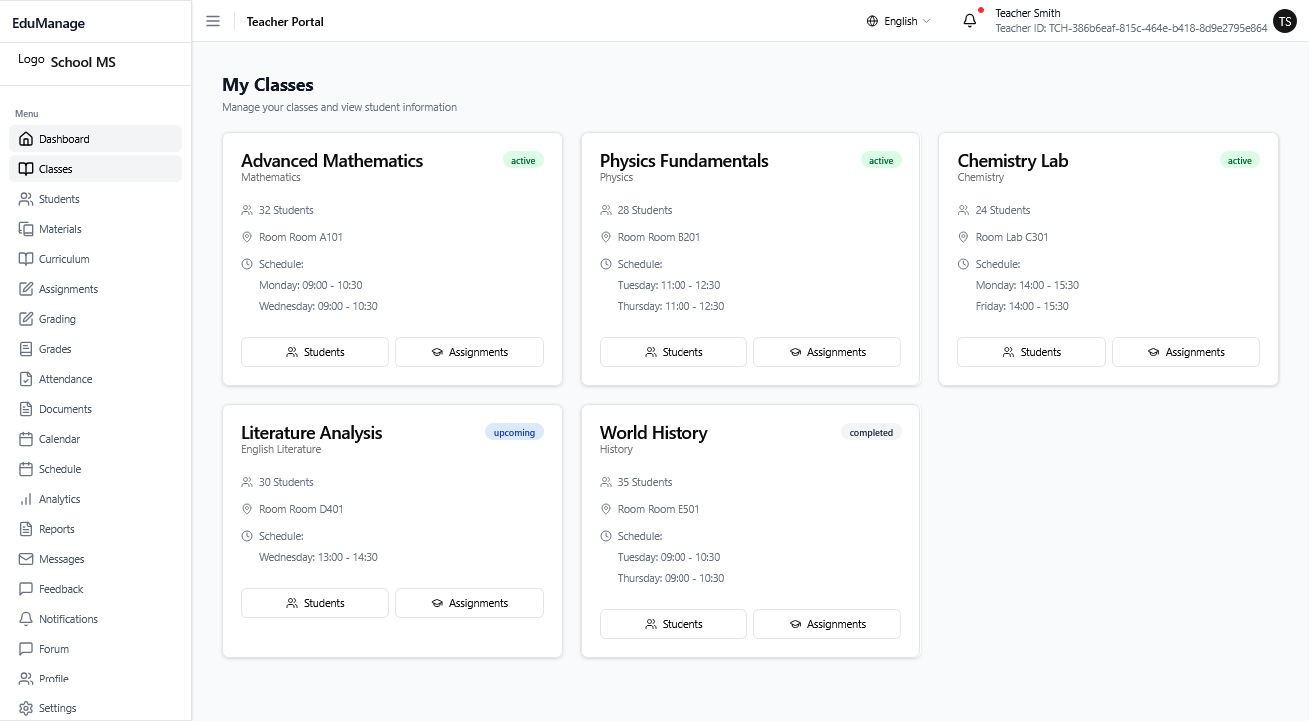 EduManage
Teacher Portal
English
Teacher Smith
Teacher ID: TCH-386b6eaf-815c-464e-b418-8d9e2795e864
TS
Logo School MS
Menu
Dashboard
Classes
Students
Materials
Curriculum
Assignments
Grading
Grades
Attendance
Documents
Calendar
Schedule
Analytics
Reports
Messages
Feedback
Notifications
Forum
Profile
Settings
My Classes
Manage your classes and view student information
Advanced Mathematics
active
Mathematics
32 Students
Room Room A101
Schedule:
Monday: 09:00 - 10:30
Wednesday: 09:00 - 10:30
Students
Assignments
Physics Fundamentals
active
Physics
28 Students
Room Room B201
Schedule:
Tuesday: 11:00 - 12:30
Thursday: 11:00 - 12:30
Students
Assignments
Chemistry Lab
active
Chemistry
24 Students
Room Lab C301
Schedule:
Monday: 14:00 - 15:30
Friday: 14:00 - 15:30
Students
Assignments
Literature Analysis
upcoming
English Literature
30 Students
Room Room D401
Schedule:
Wednesday: 13:00 - 14:30
Students
Assignments
World History
completed
History
35 Students
Room Room E501
Schedule:
Tuesday: 09:00 - 10:30
Thursday: 09:00 - 10:30
Students
Assignments